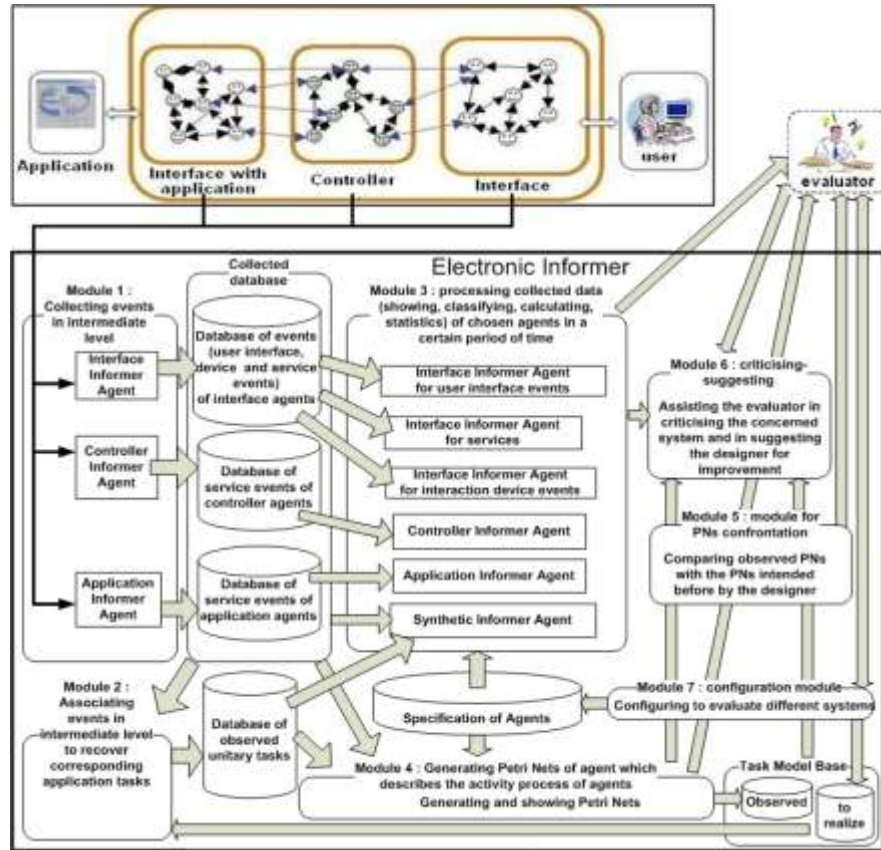 Application
Interface with
application
Controller
Interface
user
evaluator
Electronic Informer
Module 1 :
Collecting events
in intermediate
level
Interface
Informer
Agent
Controller
Informer
Agent
Application
Informer
Agent
Collected
database
Database of events
(user interface,
device and service
events)
of interface agents
Database of
service events of
controller agents
Database of
service events of
application agents
Module 3 : processing collected data
(showing, classifying, calculating,
statistics) of chosen agents in a
certain period of time
Interface Informer Agent
for user interface events
Interface Informer Agent
for services
Interface Informer Agent
for interaction device events
Controller Informer Agent
Application Informer Agent
Synthetic Informer Agent
Module 6 : criticising-
suggesting
Assisting the evaluator in
criticising the concerned
system and in suggesting
the designer for
improvement
Module 5 : module for
PNs confrontation
Comparing observed PNs
with the PNs intended
before by the designer
Module 2 :
Associating
events in
intermediate level
to recover
corresponding
application tasks
Database of
observed
unitary tasks
Specification of Agents
Module 7 : configuration module
Configuring to evaluate different systems
Module 4 : Generating Petri Nets of agent which
describes the activity process of agents
Generating and showing Petri Nets
Task Model Base
Observed
to
realize